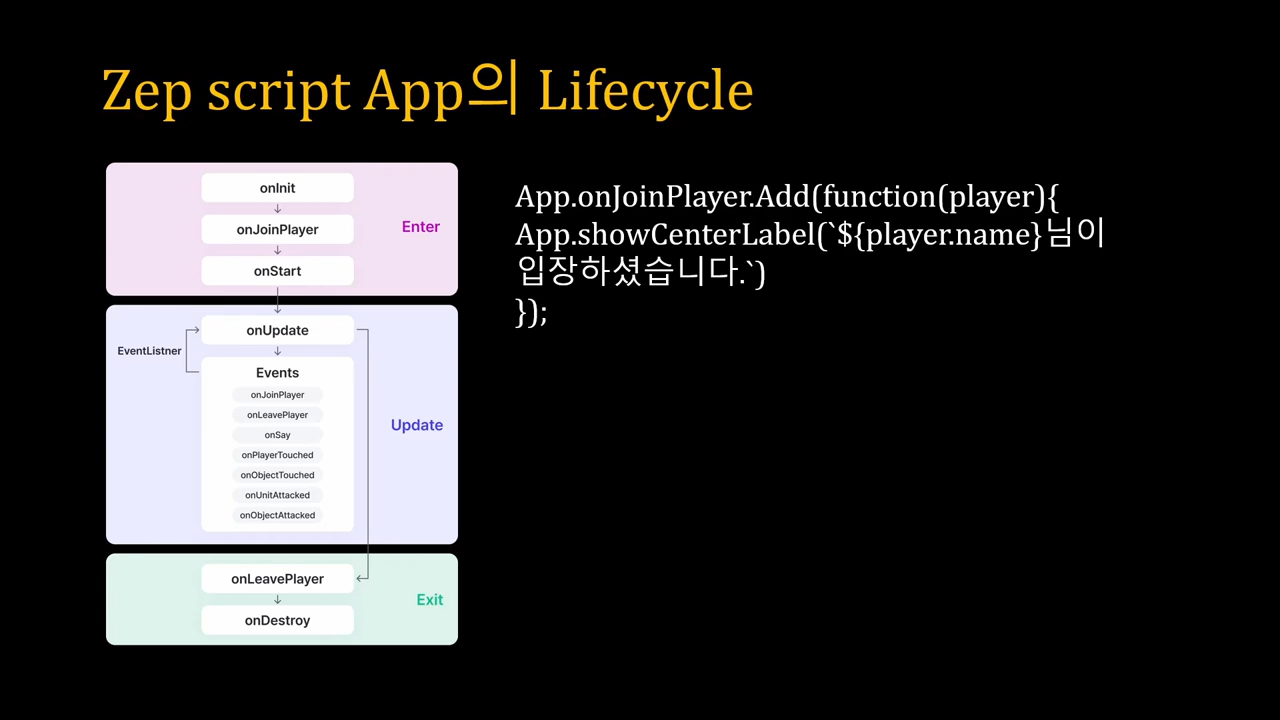 Zep script App의 Lifecycle
onInit
onJoinPlayer
onStart
Enter
onUpdate
EventListner
Events
onJoinPlayer
onLeavePlayer
onSay
onPlayerTouched
onObjectTouched
onUnitAttacked
onObjectAttacked
Update
onLeavePlayer
onDestroy
Exit
App.onJoinPlayer.Add(function(player){
App.showCenterLabel(`${player.name}님이
입장하셨습니다.`)
});